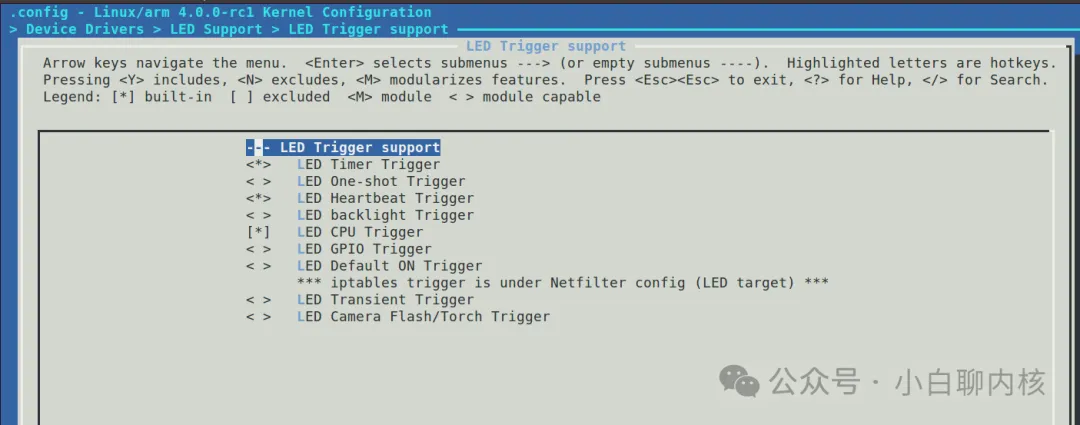 .config - Linux/arm 4.0.0-rc1 Kernel Configuration
> Device Drivers > LED Support > LED Trigger support
LED Trigger support
Arrow keys navigate the menu.  <Enter> selects submenus ---> (or empty submenus ----).  Highlighted letters are hotkeys.
Pressing <Y> includes, <N> excludes, <M> modularizes features.  Press <Esc><Esc> to exit, <?> for Help, </> for Search.
Legend: [*] built-in  [ ] excluded  <M> module  < > module capable
--- LED Trigger support
<*>   LED Timer Trigger
< >   LED One-shot Trigger
<*>   LED Heartbeat Trigger
< >   LED backlight Trigger
[*]   LED CPU Trigger
< >   LED GPIO Trigger
< >   LED Default ON Trigger
*** iptables trigger is under Netfilter config (LED target) ***
< >   LED Transient Trigger
< >   LED Camera Flash/Torch Trigger
公众号 · 小白聊内核